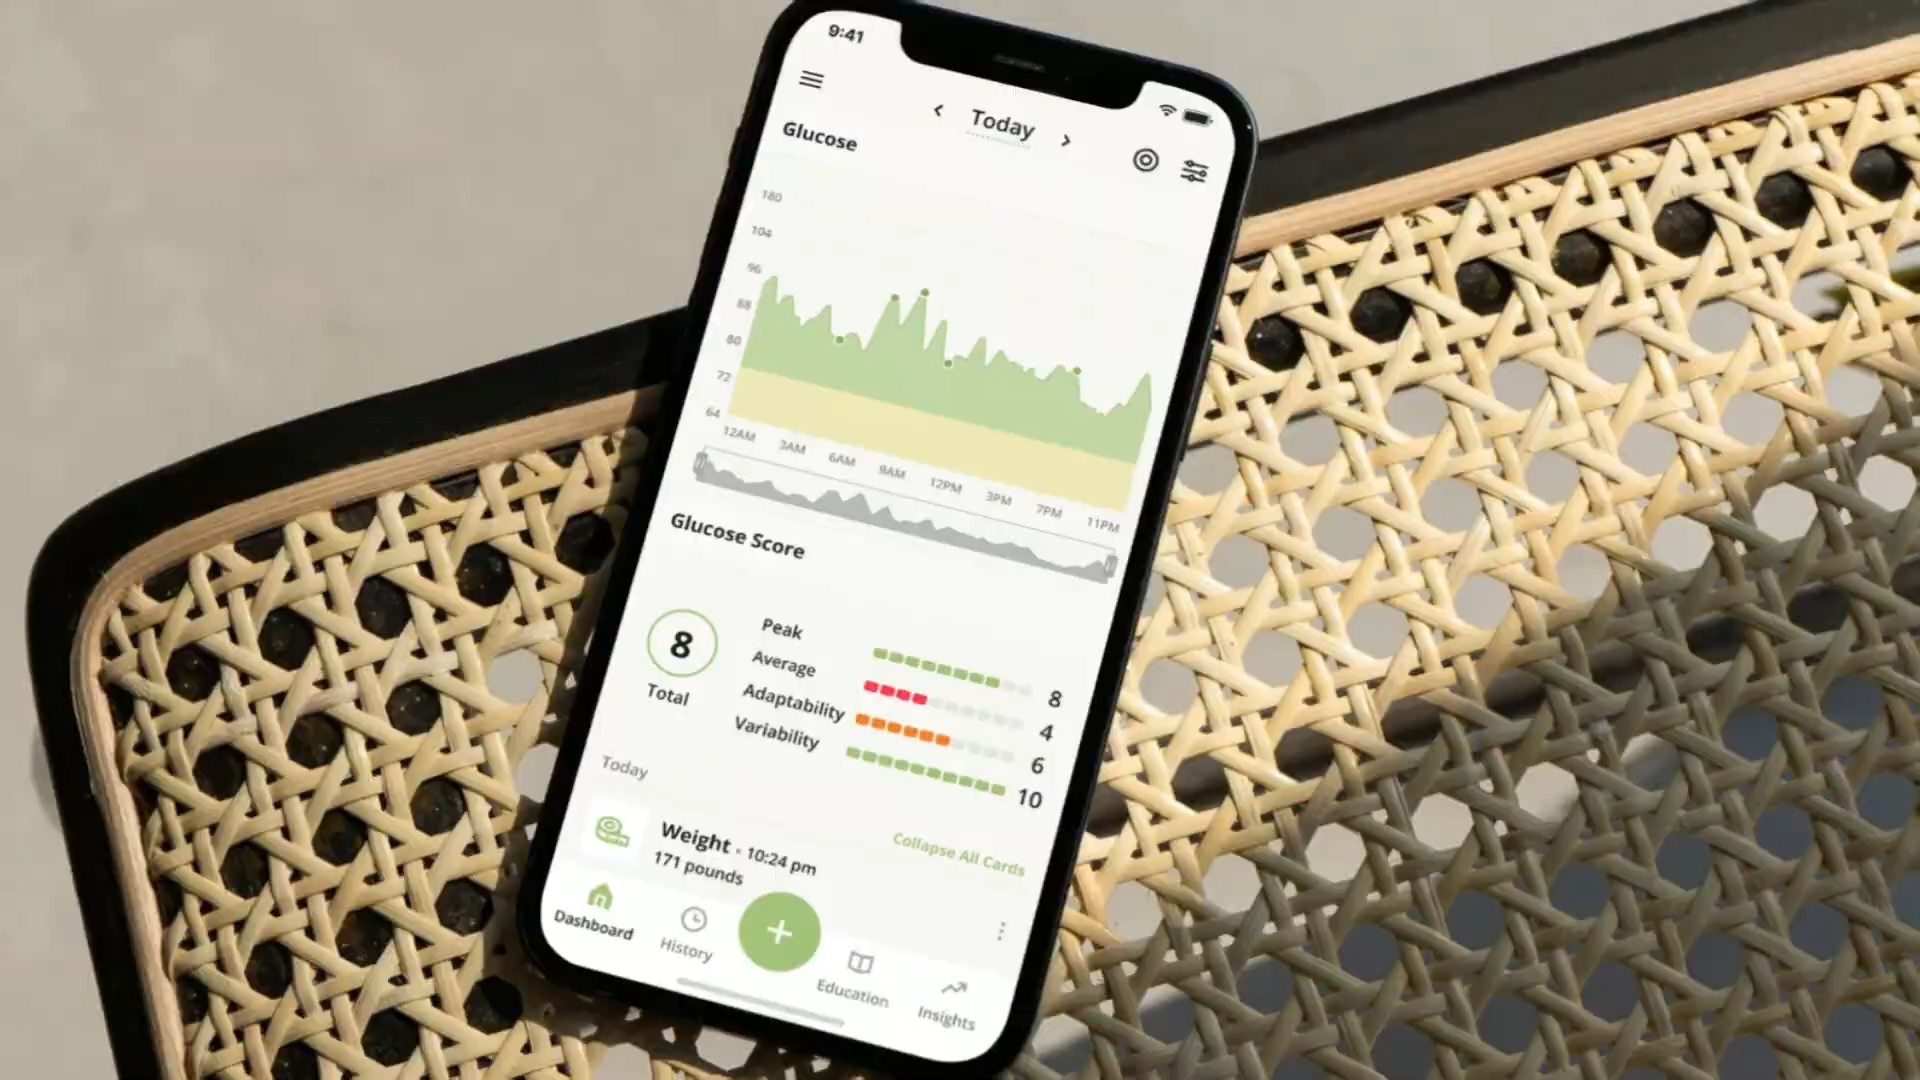 9:41
Today
Glucose
180
104
96
88
80
72
64
12AM 3AM 6AM 9AM 12PM 3PM 7PM 11PM
Glucose Score
8
Total
Peak 8
Average 4
Adaptability 6
Variability 10
Today
Collapse All Cards
Weight · 10:24 pm
171 pounds
Dashboard
History
+
Education
Insights